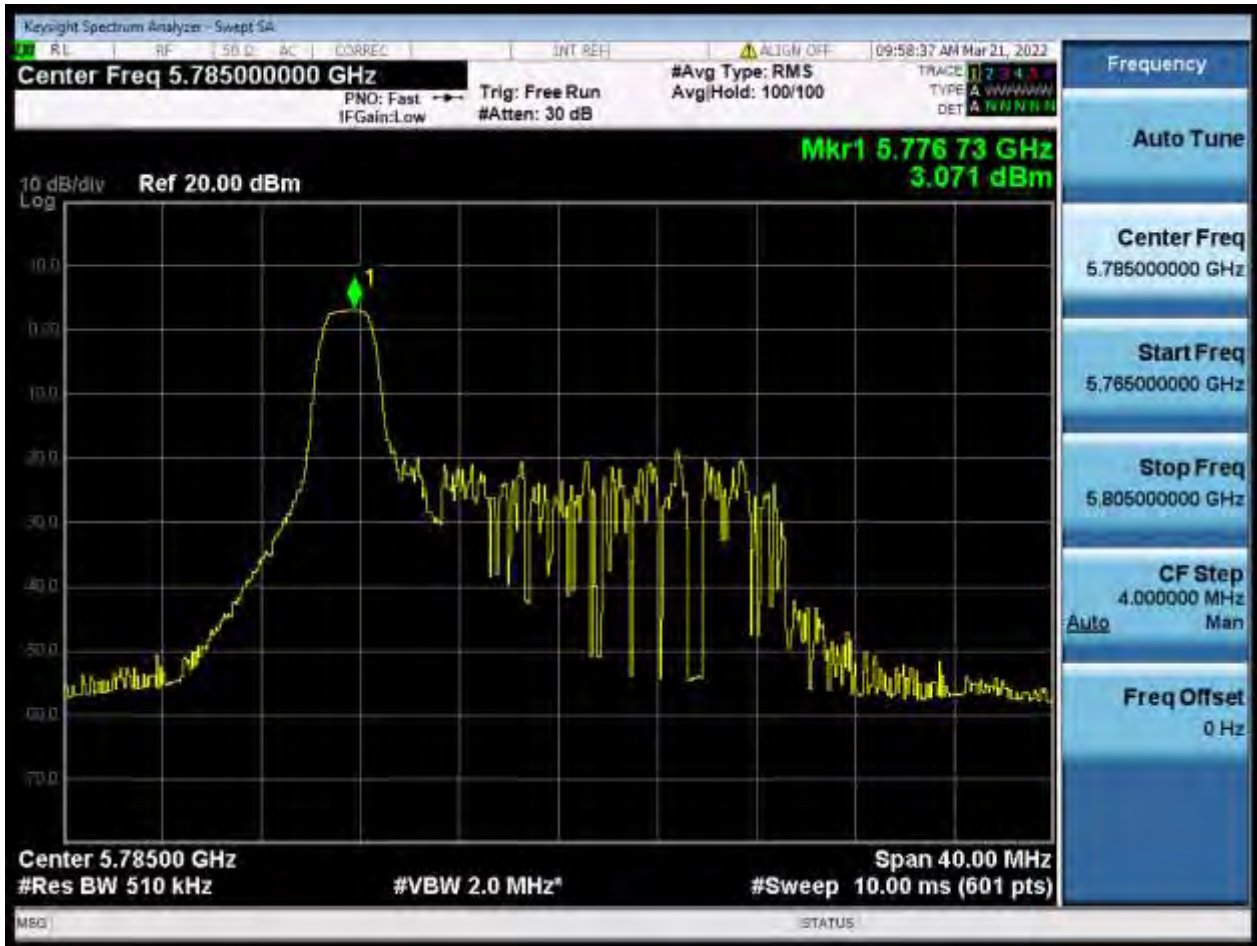 Keysight Spectrum Analyzer - Swept SA
RL RF 50 Ω AC CORREC INT REF ALIGN OFF 09:58:37 AM Mar 21, 2022
Center Freq 5.785000000 GHz
PNO: Fast
IFGain:Low
Trig: Free Run
#Atten: 30 dB
#Avg Type: RMS
Avg|Hold: 100/100
TRACE 1 2 3 4 5 6
TYPE A WWWWW
DET A N N N N N
Mkr1 5.776 73 GHz
3.071 dBm
10 dB/div Ref 20.00 dBm
Log
1
10.0
0.00
-10.0
-20.0
-30.0
-40.0
-50.0
-60.0
-70.0
Center 5.78500 GHz
Span 40.00 MHz
#Res BW 510 kHz
#VBW 2.0 MHz*
#Sweep 10.00 ms (601 pts)
MSG
STATUS
Frequency
Auto Tune
Center Freq
5.785000000 GHz
Start Freq
5.765000000 GHz
Stop Freq
5.805000000 GHz
CF Step
4.000000 MHz
Auto Man
Freq Offset
0 Hz